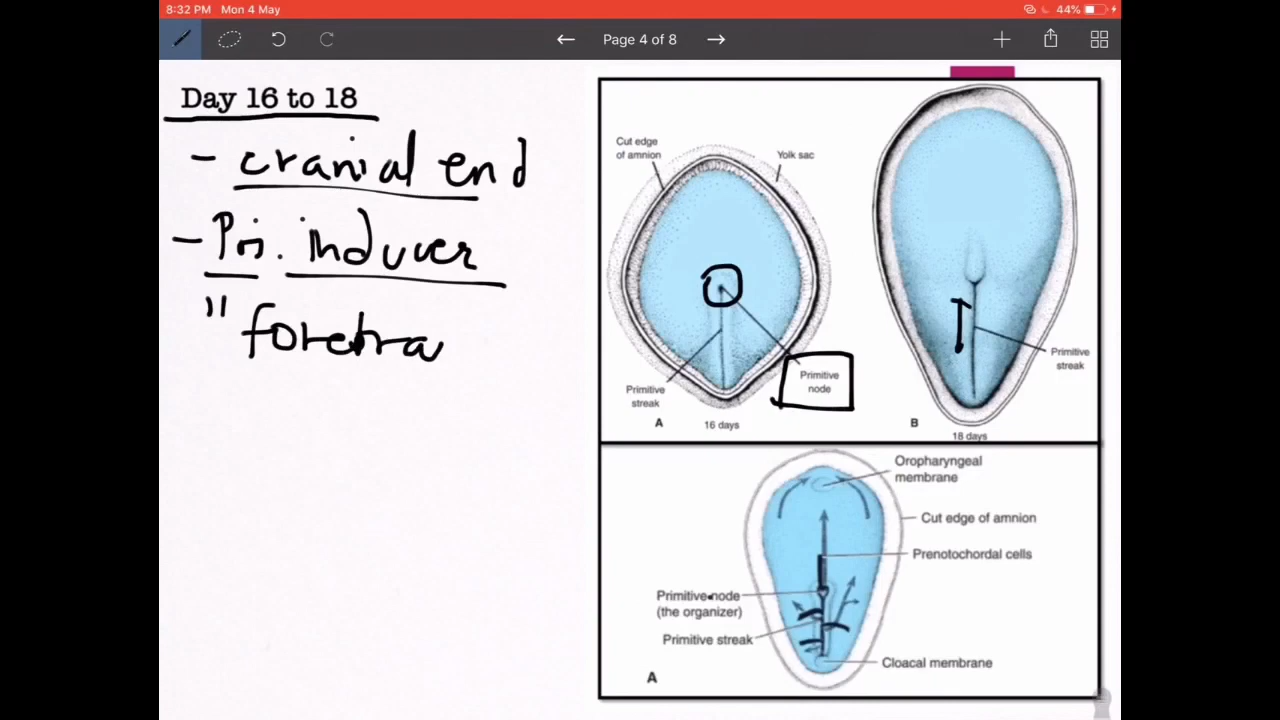 8:32 PM Mon 4 May
44%
Page 4 of 8
Day 16 to 18
- cranial end
- Pri. inducer
" foretra
Cut edge
of amnion
Yolk sac
Primitive
streak
Primitive
node
A
16 days
Primitive
streak
B
18 days
Oropharyngeal
membrane
Cut edge of amnion
Prenotochordal cells
Primitive node
(the organizer)
Primitive streak
Cloacal membrane
A